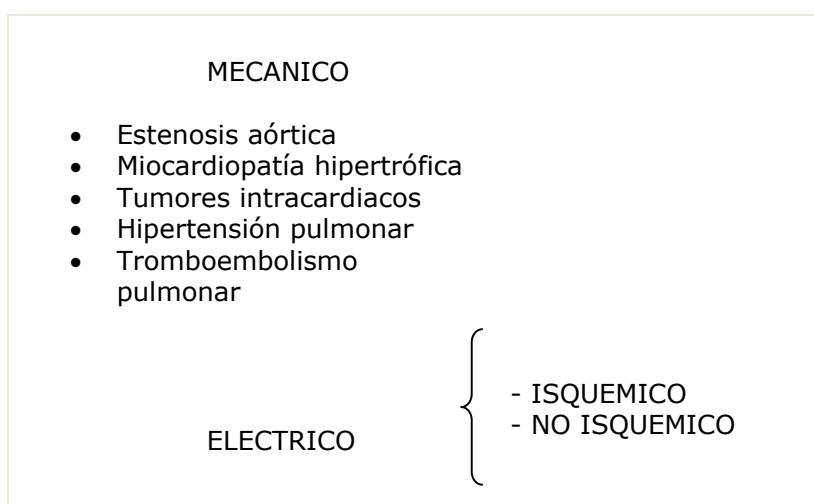 MECANICO
• Estenosis aórtica
• Miocardiopatía hipertrófica
• Tumores intracardiacos
• Hipertensión pulmonar
• Tromboembolismo
pulmonar
- ISQUEMICO
- NO ISQUEMICO
ELECTRICO